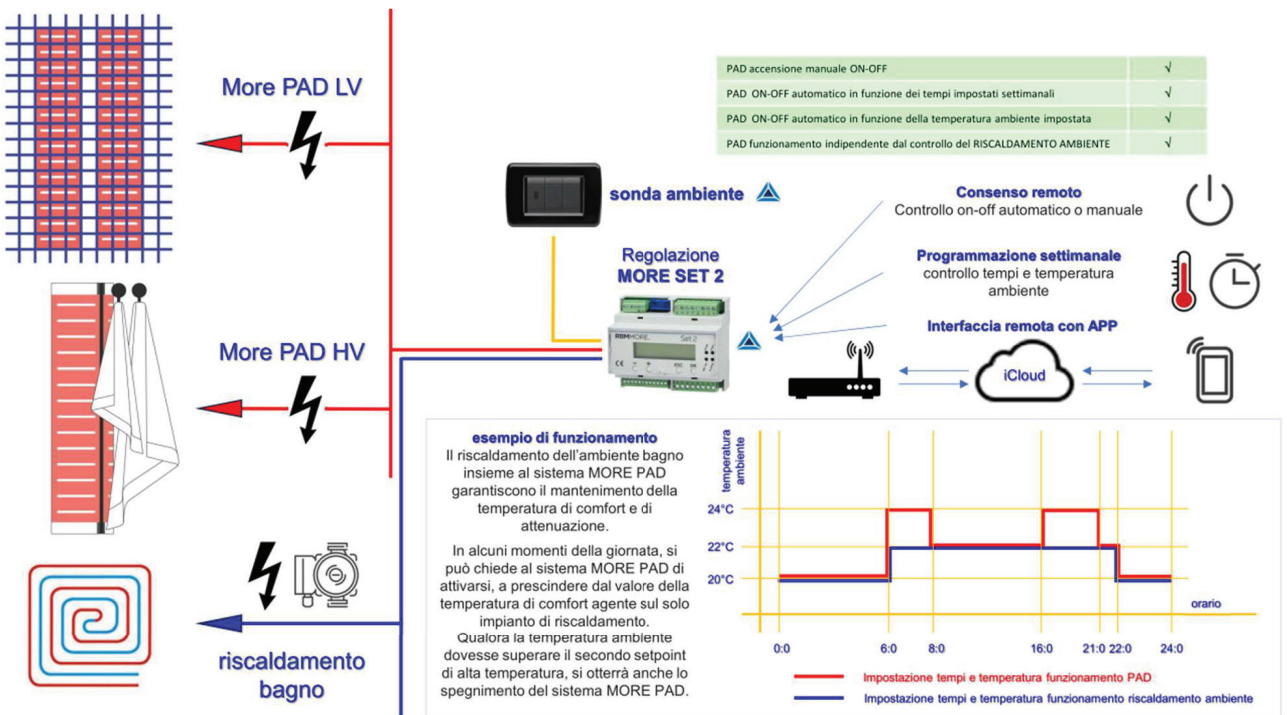 More PAD LV
More PAD HV
riscaldamento
bagno
PAD accensione manuale ON-OFF √
PAD ON-OFF automatico in funzione dei tempi impostati settimanali √
PAD ON-OFF automatico in funzione della temperatura ambiente impostata √
PAD funzionamento indipendente dal controllo del RISCALDAMENTO AMBIENTE √
sonda ambiente
Regolazione
MORE SET 2
RBMMORE. Set 2
ESC OK
Consenso remoto
Controllo on-off automatico o manuale
Programmazione settimanale
controllo tempi e temperatura
ambiente
Interfaccia remota con APP
iCloud
esempio di funzionamento
Il riscaldamento dell'ambiente bagno
insieme al sistema MORE PAD
garantiscono il mantenimento della
temperatura di comfort e di
attenuazione.
In alcuni momenti della giornata, si
può chiede al sistema MORE PAD di
attivarsi, a prescindere dal valore della
temperatura di comfort agente sul solo
impianto di riscaldamento.
Qualora la temperatura ambiente
dovesse superare il secondo setpoint
di alta temperatura, si otterrà anche lo
spegnimento del sistema MORE PAD.
temperatura
ambiente
24°C
22°C
20°C
orario
0:0 6:0 8:0 16:0 21:0 22:0 24:0
Impostazione tempi e temperatura funzionamento PAD
Impostazione tempi e temperatura funzionamento riscaldamento ambiente